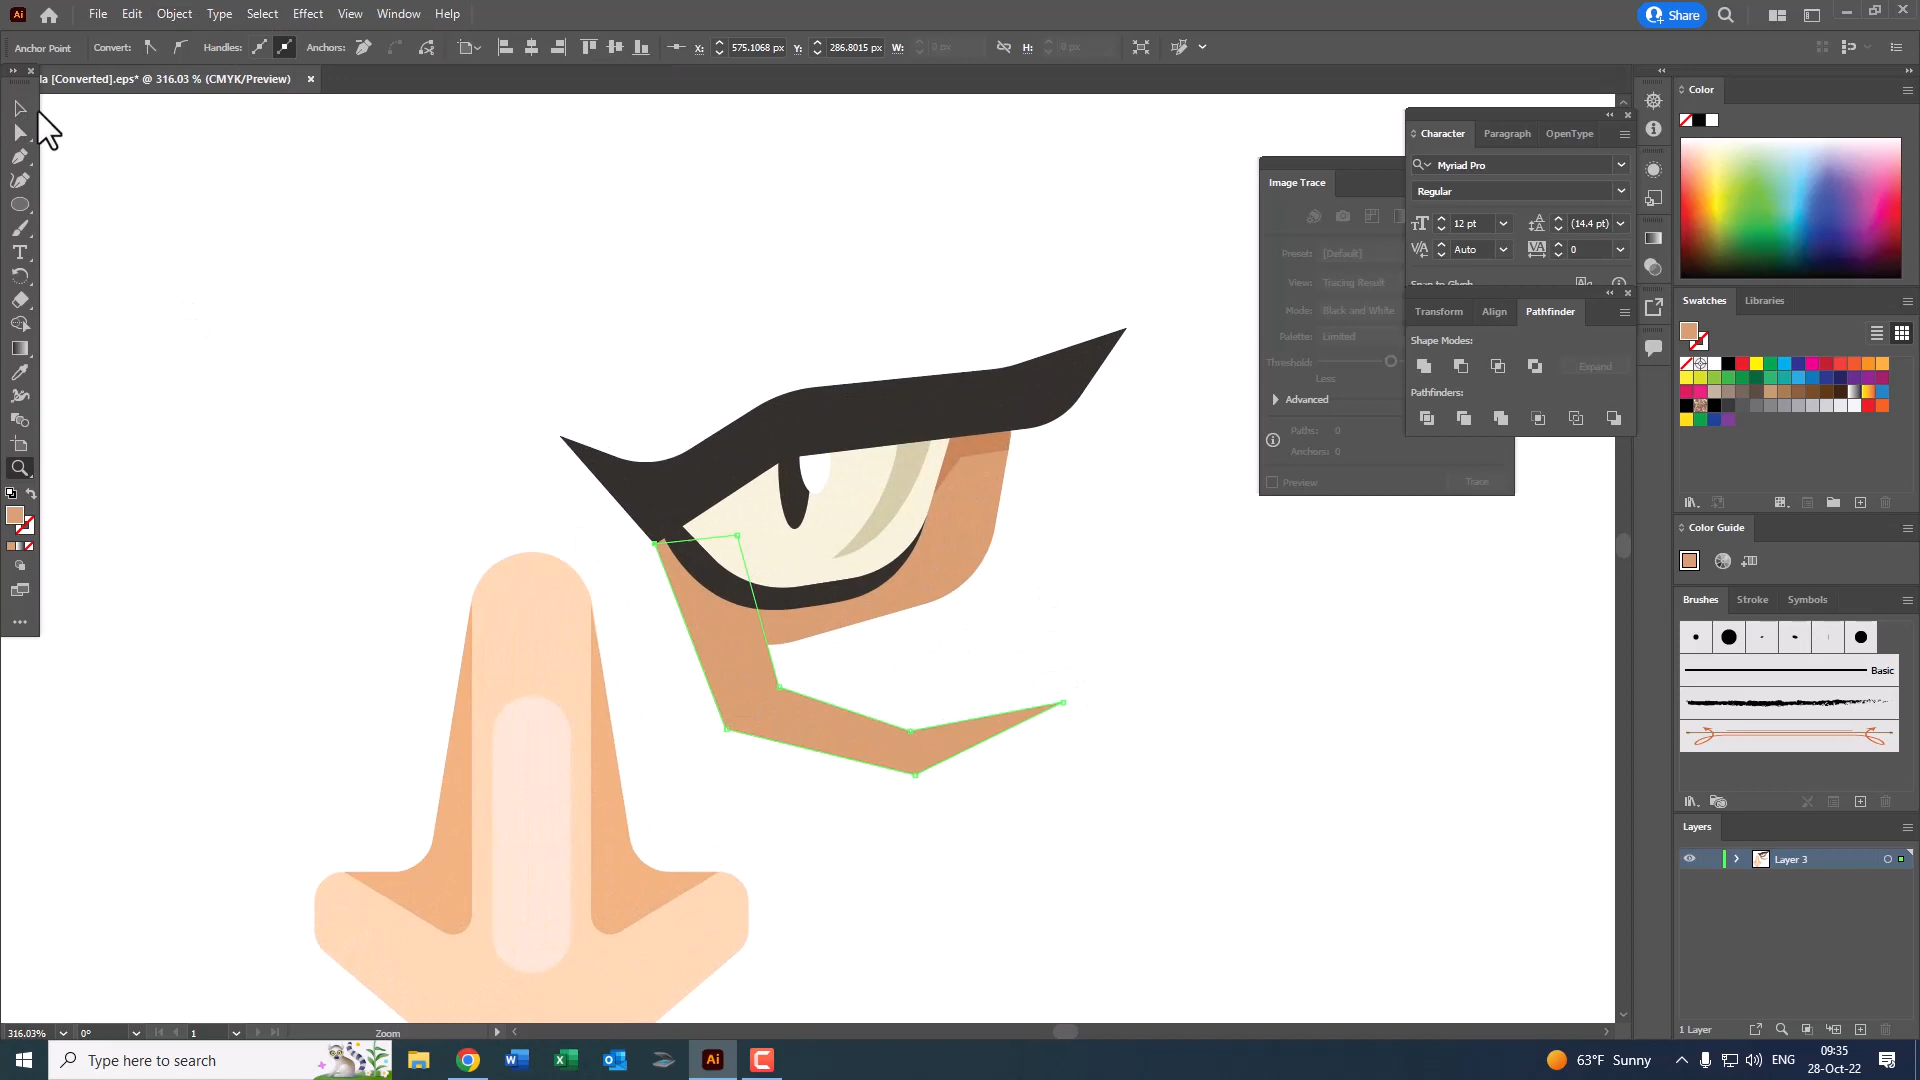 Ai File Edit Object Type Select Effect View Window Help Share
Anchor Point Convert: Handles: Anchors: X: 575.1068 px Y: 286.8015 px W: 0 px H: 0 px
la [Converted].eps* @ 316.03 % (CMYK/Preview)
Color
Character Paragraph OpenType
Myriad Pro
Image Trace
Regular
12 pt (14.4 pt)
Auto 0
Preset: [Default]
View: Tracing Result
Snap to Glyph
Swatches Libraries
Mode: Black and White
Transform Align Pathfinder
Palette: Limited
Shape Modes:
Threshold:
Expand
Less
Pathfinders:
Advanced
Paths: 0
Anchors: 0
Preview Trace
Color Guide
Brushes Stroke Symbols
Basic
Layers
Layer 3
1 Layer
316.03% 0° 1 Zoom
Type here to search
63°F Sunny ENG 09:35
28-Oct-22